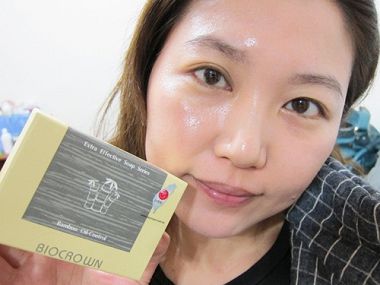 Extra Effective Soap Series
Bamboo Oil-Control
BIOCROWN